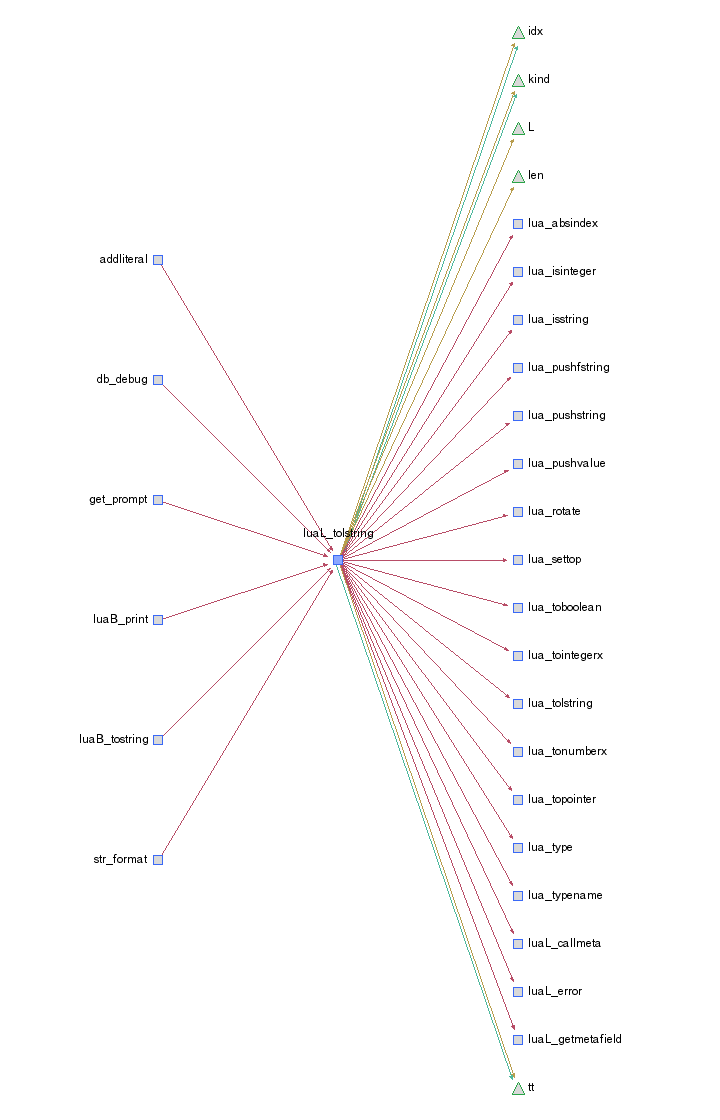 idx
kind
L
len
lua_absindex
addliteral
lua_isinteger
lua_isstring
lua_pushfstring
db_debug
lua_pushstring
lua_pushvalue
get_prompt
lua_rotate
luaL_tolstring
lua_settop
lua_toboolean
luaB_print
lua_tointegerx
lua_tolstring
luaB_tostring
lua_tonumberx
lua_topointer
lua_type
str_format
lua_typename
luaL_callmeta
luaL_error
luaL_getmetafield
tt